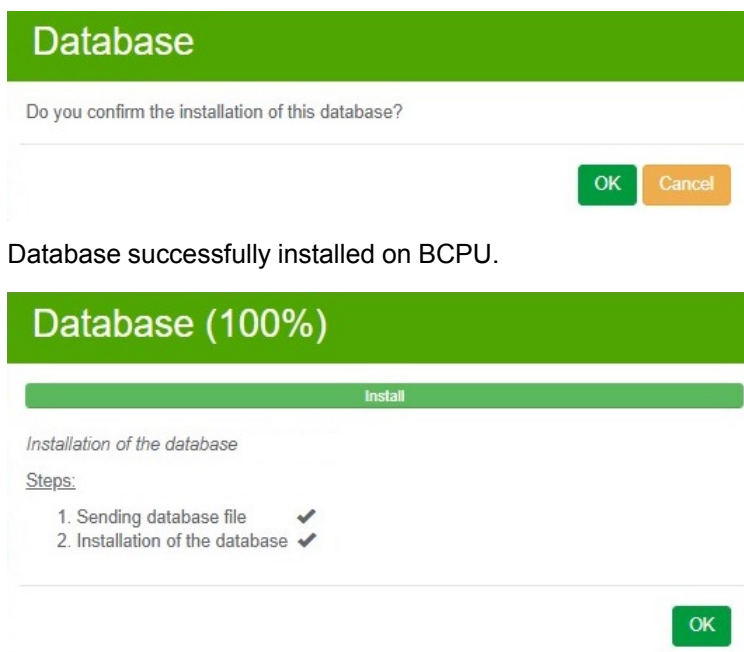 Database
Do you confirm the installation of this database?
OK Cancel
Database successfully installed on BCPU.
Database (100%)
Install
Installation of the database
Steps:
1. Sending database file ✔
2. Installation of the database ✔
OK